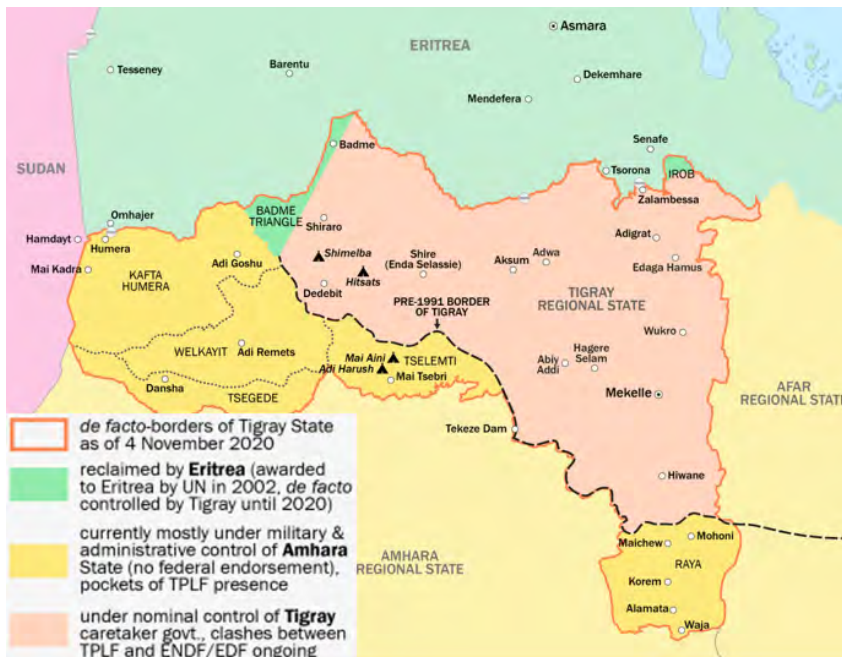 Asmara
ERITREA
Tesseney
Barentu
Dekemhare
Mendefera
Badme
Senafe
SUDAN
Tsorona
IROB
Zalambessa
BADME
TRIANGLE
Omhajer
Shiraro
Hamdayt
Humera
Adigrat
Adi Goshu
Shimelba
Shire
(Enda Selassie)
Aksum
Adwa
Edaga Hamus
Mai Kadra
KAFTA
HUMERA
Hitsats
Dedebit
TIGRAY
REGIONAL STATE
PRE-1991 BORDER
OF TIGRAY
Wukro
WELKAYIT
Adi Remets
Mai Aini
TSELEMTI
Adi Harush
Mai Tsebri
Abiy
Addi
Hagere
Selam
Dansha
TSEGEDE
Mekelle
AFAR
REGIONAL STATE
Tekeze Dam
Hiwane
Mohoni
Maichew
AMHARA
REGIONAL STATE
RAYA
Korem
Alamata
Waja
de facto-borders of Tigray State
as of 4 November 2020
reclaimed by Eritrea (awarded
to Eritrea by UN in 2002, de facto
controlled by Tigray until 2020)
currently mostly under military &
administrative control of Amhara
State (no federal endorsement),
pockets of TPLF presence
under nominal control of Tigray
caretaker govt., clashes between
TPLF and ENDF/EDF ongoing